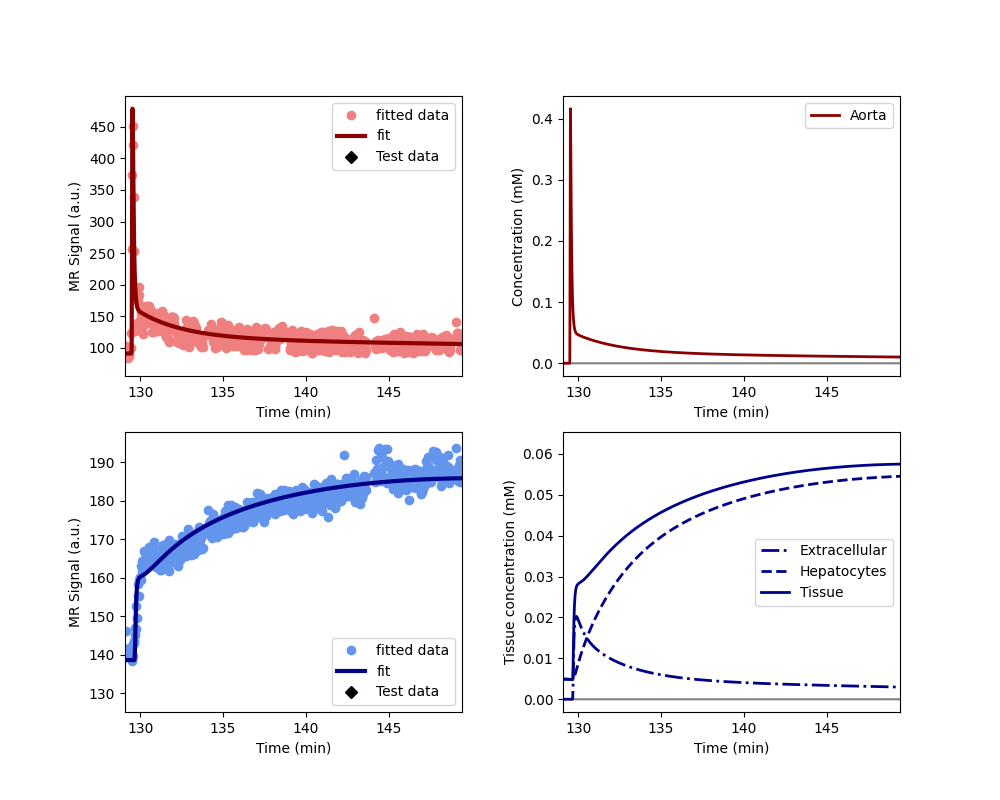 MR Signal (a.u.)
450
400
350
300
250
200
150
100
130
135
140
145
Time (min)
fitted data
fit
Test data
Concentration (mM)
0.4
0.3
0.2
0.1
0.0
130
135
140
145
Time (min)
Aorta
MR Signal (a.u.)
190
180
170
160
150
140
130
130
135
140
145
Time (min)
fitted data
fit
Test data
Tissue concentration (mM)
0.06
0.05
0.04
0.03
0.02
0.01
0.00
130
135
140
145
Time (min)
Extracellular
Hepatocytes
Tissue